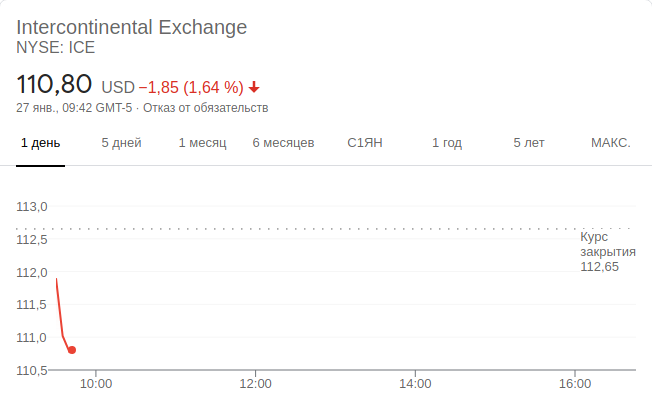 Intercontinental Exchange
NYSE: ICE
110,80 USD −1,85 (1,64 %)
27 янв., 09:42 GMT-5 · Отказ от обязательств
1 день 5 дней 1 месяц 6 месяцев С1ЯН 1 год 5 лет МАКС.
113,0
112,5
Курс
закрытия
112,65
112,0
111,5
111,0
110,5
10:00 12:00 14:00 16:00